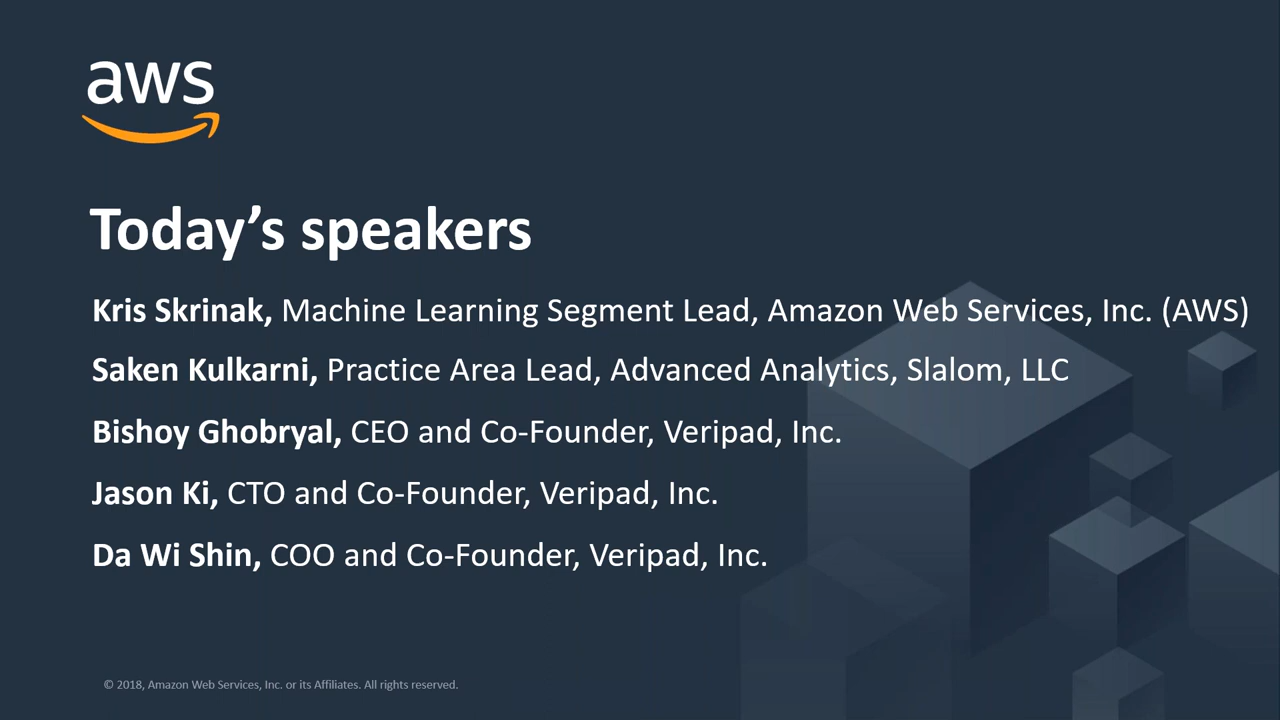 aws
Today’s speakers
Kris Skrinak, Machine Learning Segment Lead, Amazon Web Services, Inc. (AWS)
Saken Kulkarni, Practice Area Lead, Advanced Analytics, Slalom, LLC
Bishoy Ghobryal, CEO and Co-Founder, Veripad, Inc.
Jason Ki, CTO and Co-Founder, Veripad, Inc.
Da Wi Shin, COO and Co-Founder, Veripad, Inc.
© 2018, Amazon Web Services, Inc. or its Affiliates. All rights reserved.